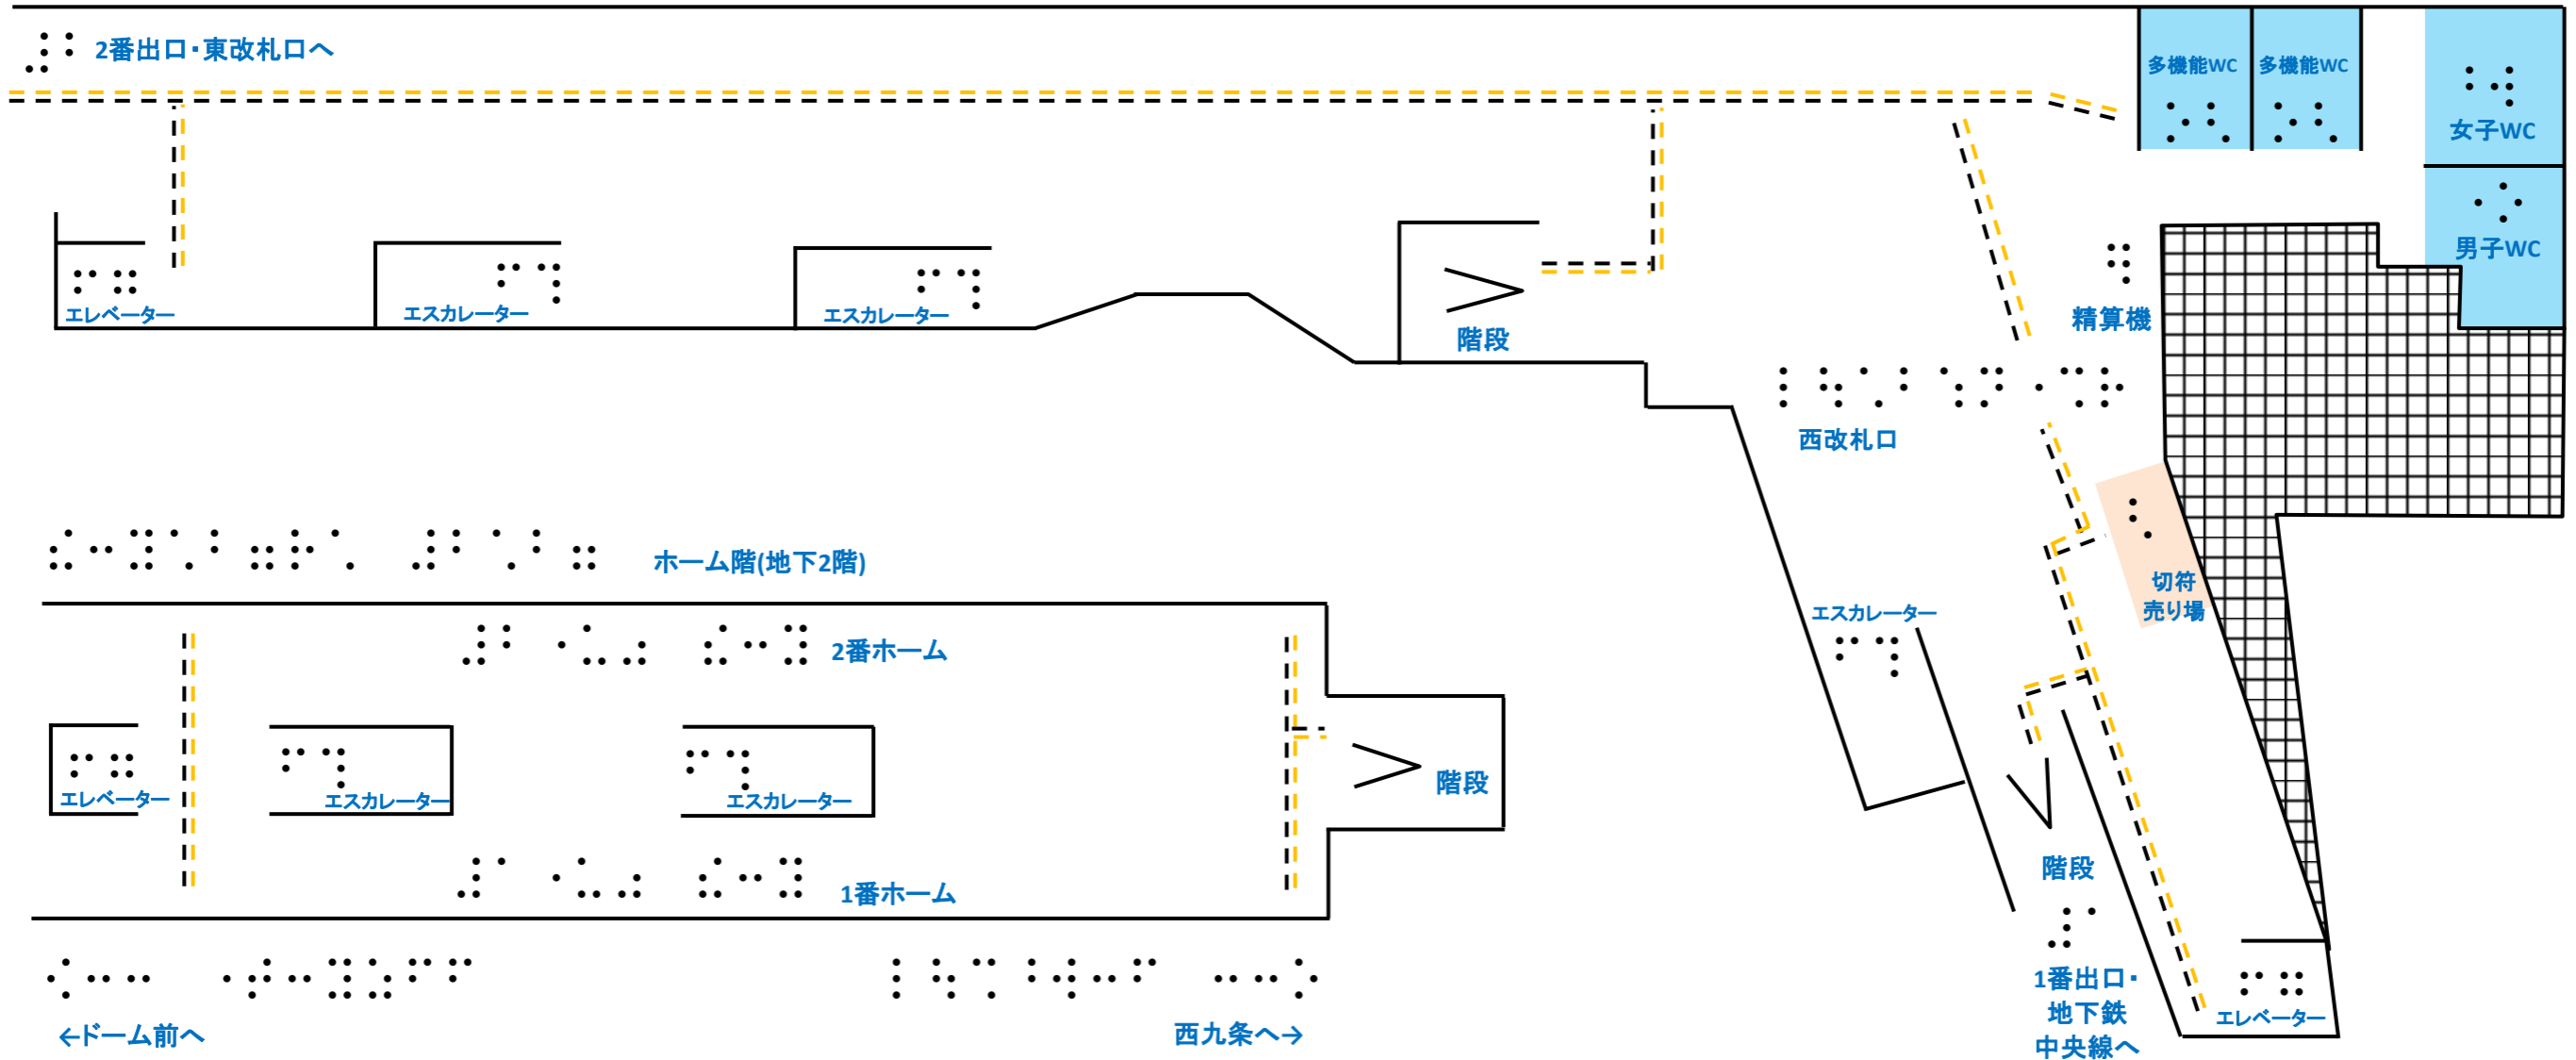 2番出口・東改札口へ
多機能WC
多機能WC
女子WC
男子WC
エレベーター
エスカレーター
エスカレーター
階段
精算機
西改札口
切符
売り場
ホーム階(地下2階)
エスカレーター
2番ホーム
エレベーター
エスカレーター
エスカレーター
階段
階段
1番ホーム
1番出口・
地下鉄
中央線へ
エレベーター
←ドーム前へ
西九条へ→